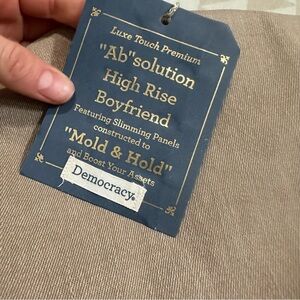 Luxe Touch Premium
"Ab"solution
High Rise
Boyfriend
Featuring Slimming Panels
constructed to
"Mold & Hold"
and Boost Your Assets
Democracy®